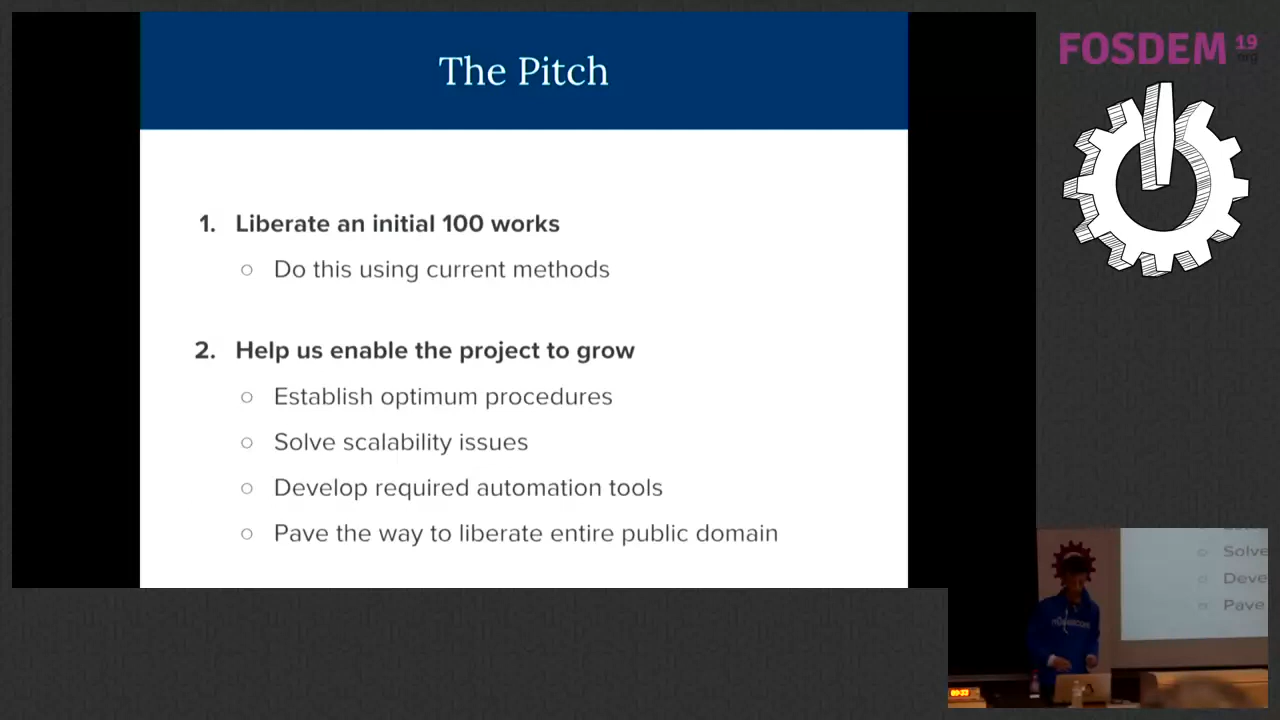 The Pitch
FOSDEM 19
.org
1. Liberate an initial 100 works
○ Do this using current methods
2. Help us enable the project to grow
○ Establish optimum procedures
○ Solve scalability issues
○ Develop required automation tools
○ Pave the way to liberate entire public domain
○ Solve
○ Deve
○ Pave